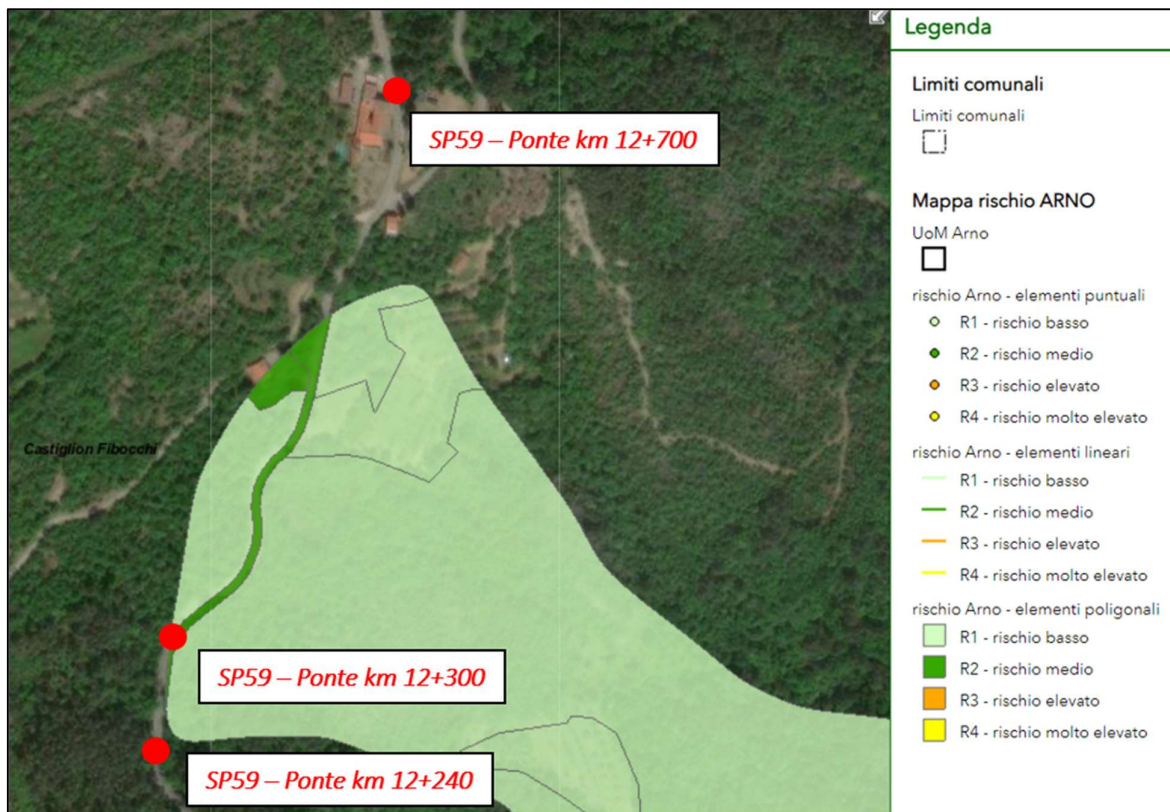 SP59 – Ponte km 12+700
Castiglion Fibocchi
SP59 – Ponte km 12+300
SP59 – Ponte km 12+240
Legenda
Limiti comunali
Limiti comunali
Mappa rischio ARNO
UoM Arno
rischio Arno - elementi puntuali
R1 - rischio basso
R2 - rischio medio
R3 - rischio elevato
R4 - rischio molto elevato
rischio Arno - elementi lineari
R1 - rischio basso
R2 - rischio medio
R3 - rischio elevato
R4 - rischio molto elevato
rischio Arno - elementi poligonali
R1 - rischio basso
R2 - rischio medio
R3 - rischio elevato
R4 - rischio molto elevato